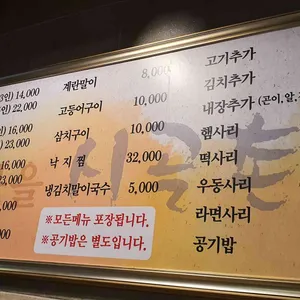 3인) 14,000
인) 22,000
16,000
23,000
16,000
23,000
계란말이 8,000
고등어구이 10,000
삼치구이 10,000
낙지찜 32,000
냉김치말이국수 5,000
※모든메뉴 포장됩니다.
※공기밥은 별도입니다.
고기추가
김치추가
내장추가 (곤이,알,
햄사리
떡사리
우동사리
라면사리
공기밥